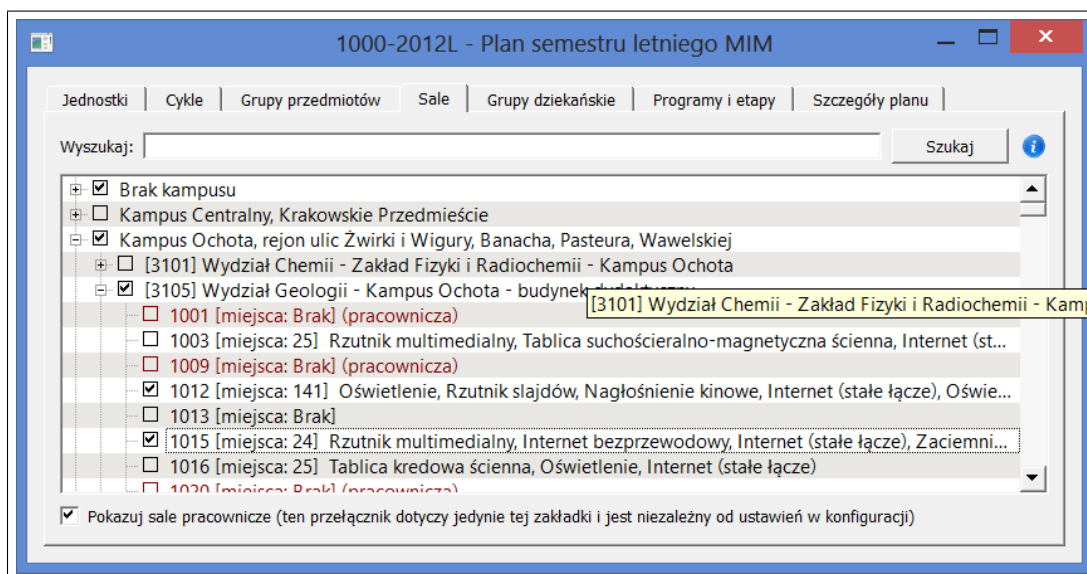 1000-2012L - Plan semestru letniego MIM
Jednostki Cykle Grupy przedmiotów Sale Grupy dziekańskie Programy i etapy Szczegóły planu
Wyszukaj: Szukaj
Brak kampusu
Kampus Centralny, Krakowskie Przedmieście
Kampus Ochota, rejon ulic Żwirki i Wigury, Banacha, Pasteura, Wawelskiej
[3101] Wydział Chemii - Zakład Fizyki i Radiochemii - Kampus Ochota
[3105] Wydział Geologii - Kampus Ochota - budynek dydaktyczny
[3101] Wydział Chemii - Zakład Fizyki i Radiochemii - Kamp
1001 [miejsca: Brak] (pracownicza)
1003 [miejsca: 25] Rzutnik multimedialny, Tablica suchościeralno-magnetyczna ścienna, Internet (st...
1009 [miejsca: Brak] (pracownicza)
1012 [miejsca: 141] Oświetlenie, Rzutnik slajdów, Nagłośnienie kinowe, Internet (stałe łącze), Oświe...
1013 [miejsca: Brak]
1015 [miejsca: 24] Rzutnik multimedialny, Internet bezprzewodowy, Internet (stałe łącze), Zaciemni...
1016 [miejsca: 25] Tablica kredowa ścienna, Oświetlenie, Internet (stałe łącze)
1020 [miejsca: Brak] (pracownicza)
Pokazuj sale pracownicze (ten przełącznik dotyczy jedynie tej zakładki i jest niezależny od ustawień w konfiguracji)